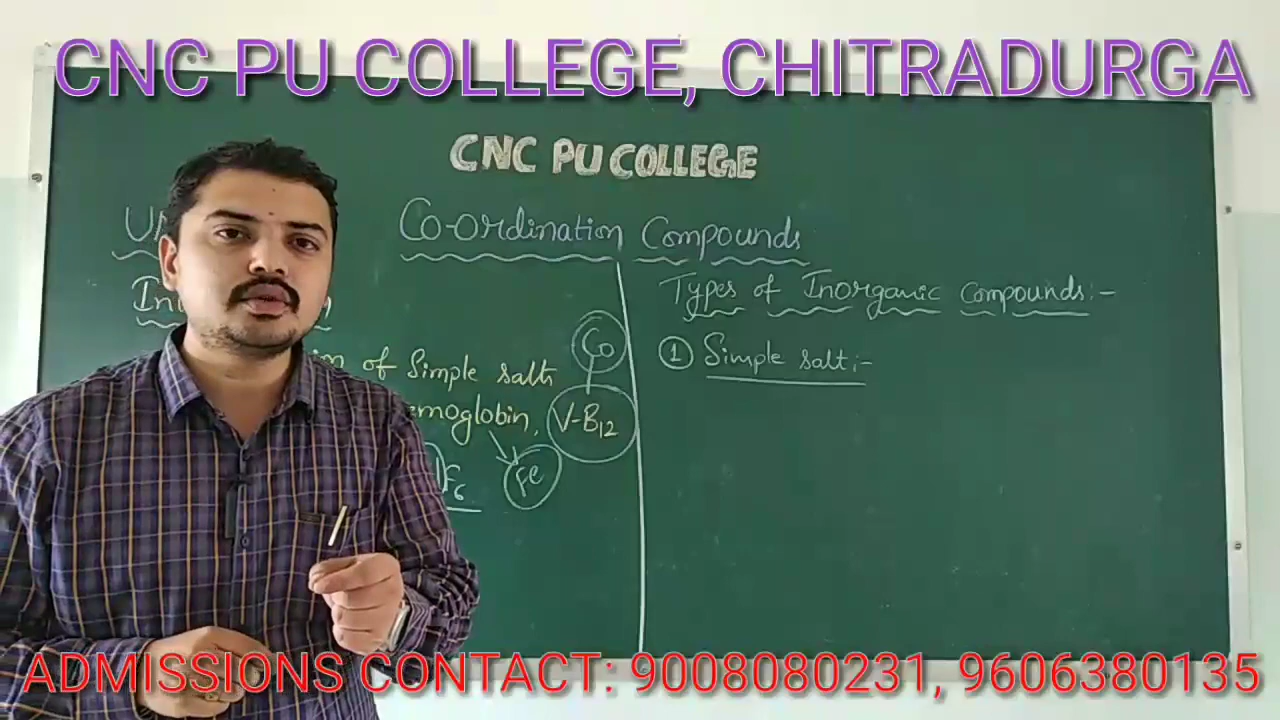 CNC PU COLLEGE, CHITRADURGA
CNC PU COLLEGE
Co-ordination Compounds
of Simple salts
V-B12
Co
Fe
Types of Inorganic Compounds:-
① Simple salt:-
ADMISSIONS CONTACT: 9008080231, 9606380135